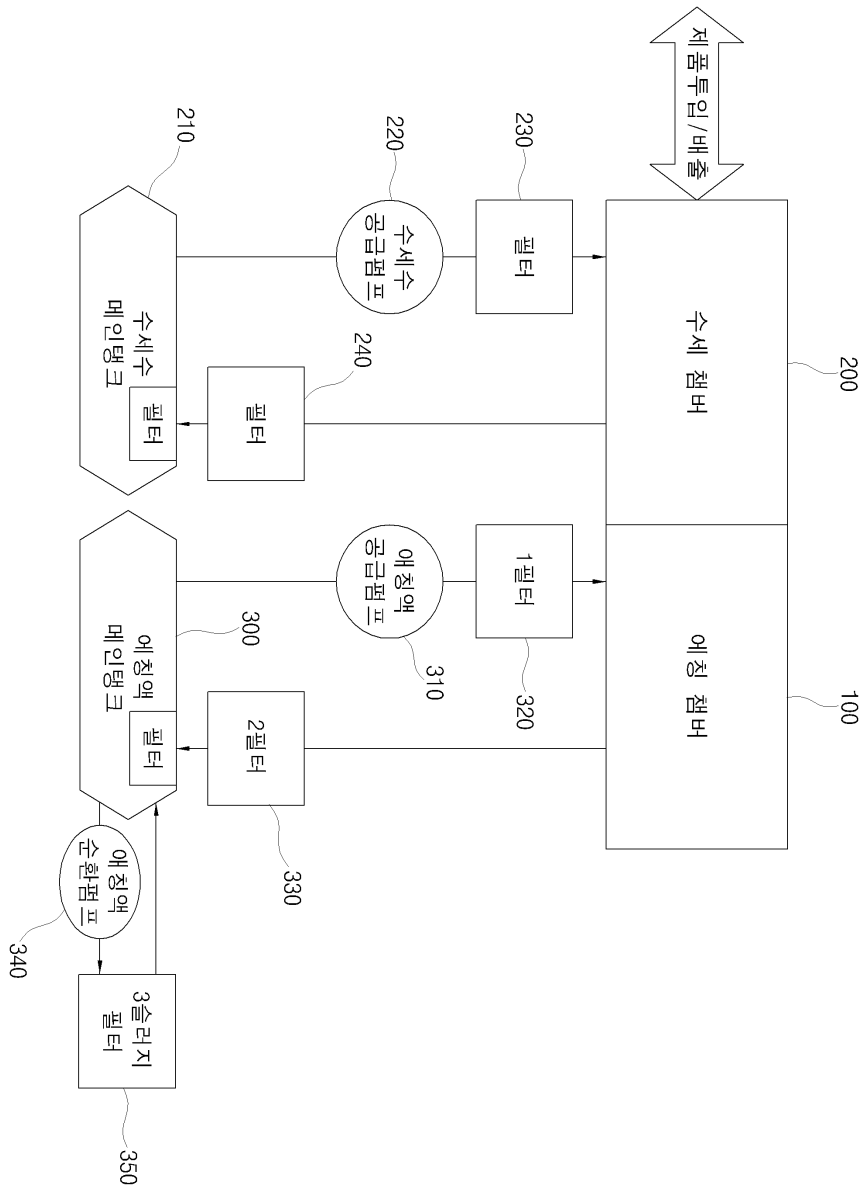 200
100
제품투입/배출
수세 챔버
에칭 챔버
230
필터
1필터
320
220
수세수
공급펌프
애칭액
공급펌프
310
240
필터
300
2필터
330
210
수세수
메인탱크
필터
에칭액
메인탱크
필터
애칭액
순환펌프
340
3슬러지
필터
350